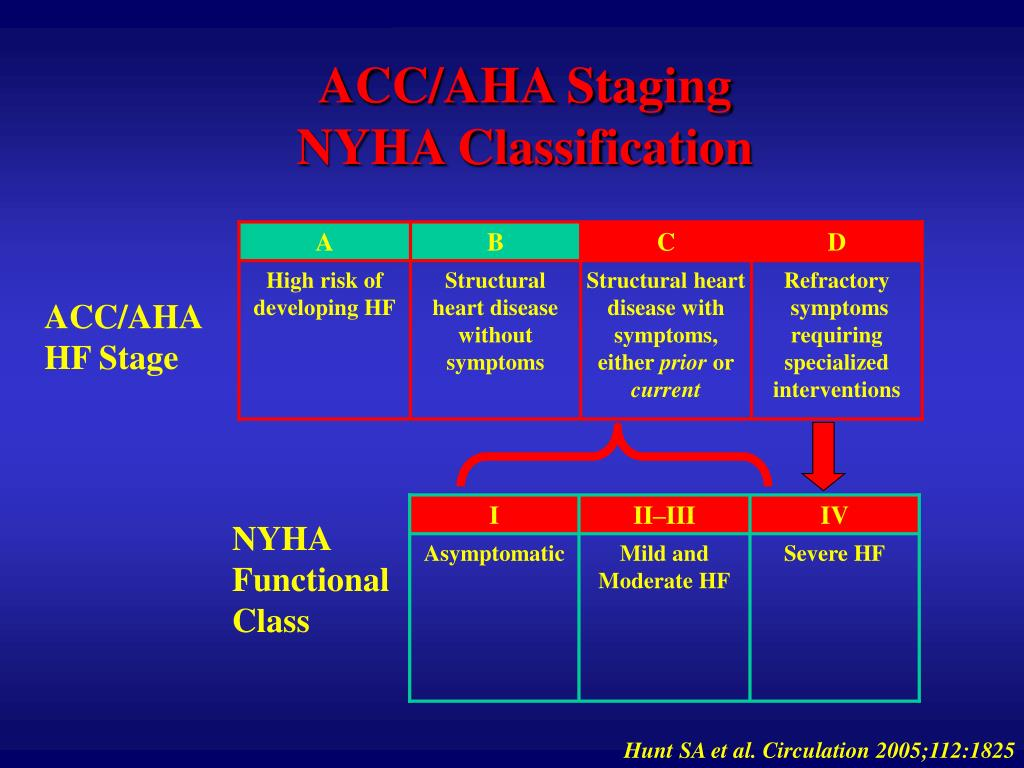 ACC/AHA Staging
NYHA Classification
ACC/AHA
HF Stage
A
High risk of
developing HF
B
Structural
heart disease
without
symptoms
C
Structural heart
disease with
symptoms,
either prior or
current
D
Refractory
symptoms
requiring
specialized
interventions
NYHA
Functional
Class
I
Asymptomatic
II–III
Mild and
Moderate HF
IV
Severe HF
Hunt SA et al. Circulation 2005;112:1825